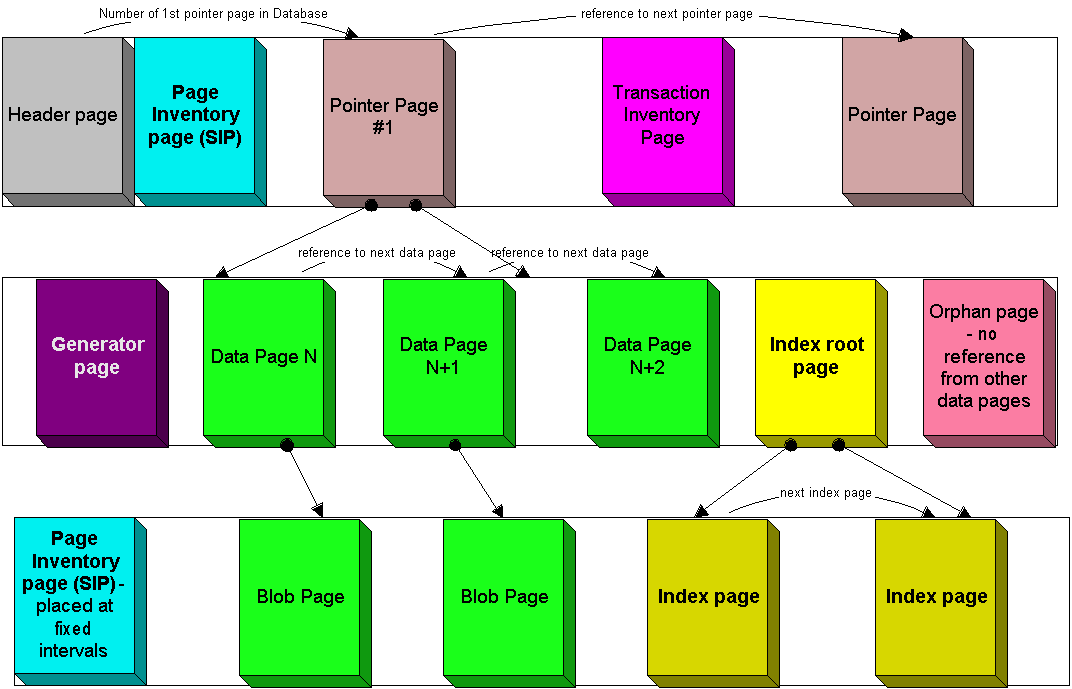 Number of 1st pointer page in Database
reference to next pointer page
Header page
Page
Inventory
page (SIP)
Pointer Page
#1
Transaction
Inventory
Page
Pointer Page
reference to next data page
reference to next data page
Generator
page
Data Page N
Data Page
N+1
Data Page
N+2
Index root
page
Orphan page
- no
reference
from other
data pages
next index page
Page
Inventory
page (SIP) -
placed at
fixed
intervals
Blob Page
Blob Page
Index page
Index page